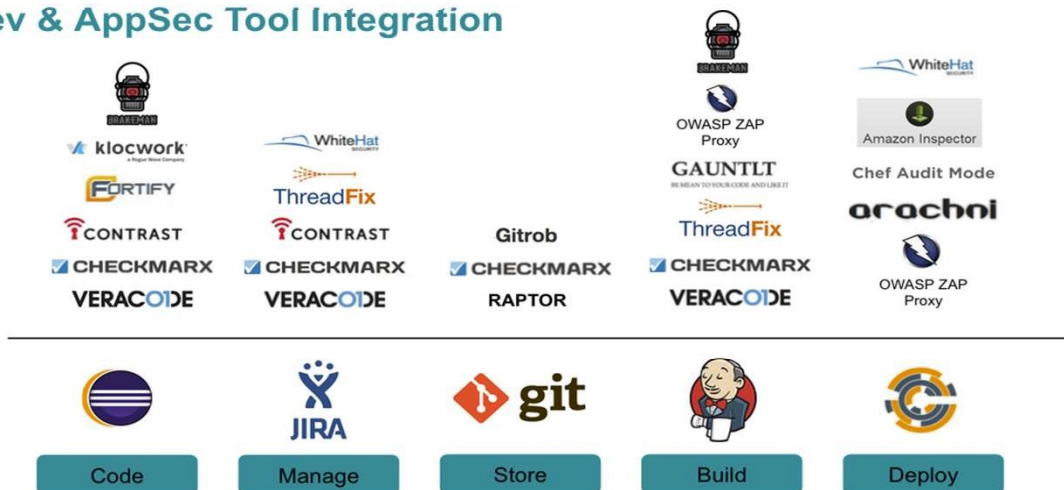 ev & AppSec Tool Integration
BRAKEMAN
klocwork
a Rogue Wave Company
FORTIFY
CONTRAST
CHECKMARX
VERACODE
WhiteHat
SECURITY
ThreadFix
CONTRAST
CHECKMARX
VERACODE
Gitrob
CHECKMARX
RAPTOR
BRAKEMAN
OWASP ZAP
Proxy
GAUNTLT
BE MEAN TO YOUR CODE AND LIKE IT
ThreadFix
CHECKMARX
VERACODE
WhiteHat
SECURITY
Amazon Inspector
Chef Audit Mode
arachni
OWASP ZAP
Proxy
JIRA
git
Code
Manage
Store
Build
Deploy